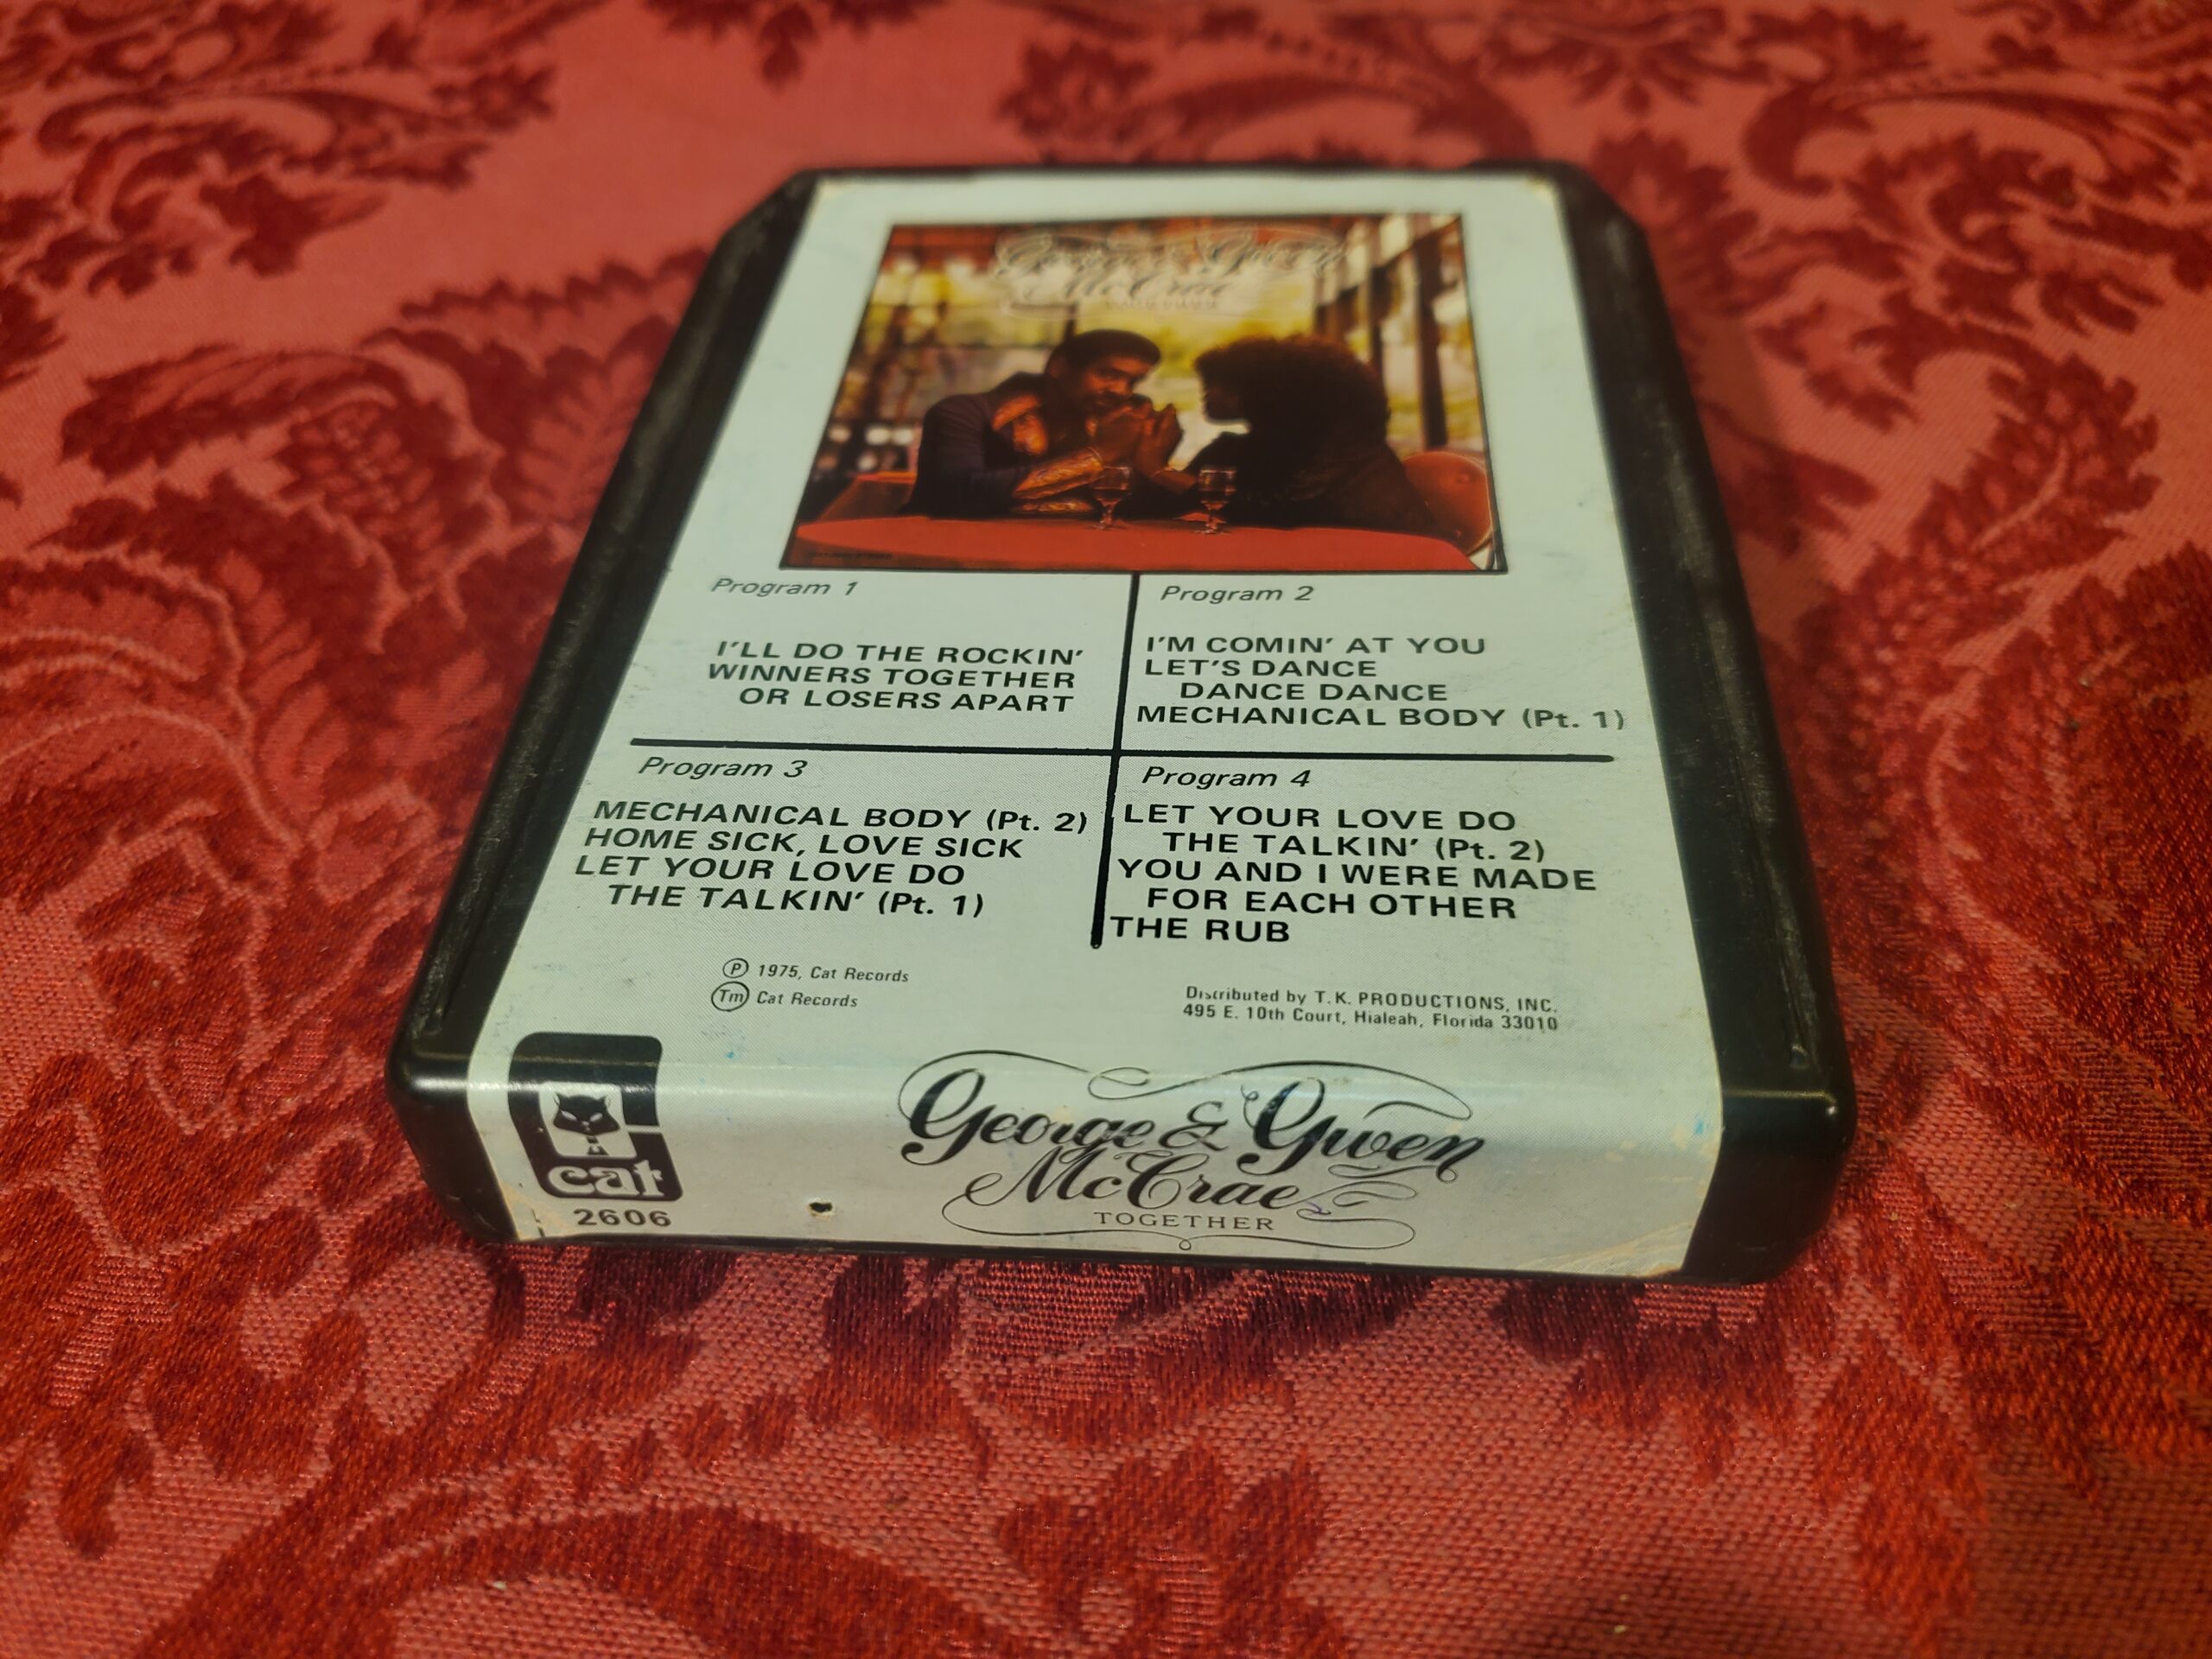 George & Gwen
McCrae
TOGETHER
Program 1
I'LL DO THE ROCKIN'
WINNERS TOGETHER
OR LOSERS APART
Program 2
I'M COMIN' AT YOU
LET'S DANCE
DANCE DANCE
MECHANICAL BODY (Pt. 1)
Program 3
MECHANICAL BODY (Pt. 2)
HOME SICK, LOVE SICK
LET YOUR LOVE DO
THE TALKIN' (Pt. 1)
Program 4
LET YOUR LOVE DO
THE TALKIN' (Pt. 2)
YOU AND I WERE MADE
FOR EACH OTHER
THE RUB
Ⓟ 1975, Cat Records
Tm Cat Records
Distributed by T. K. PRODUCTIONS, INC.
495 E. 10th Court, Hialeah, Florida 33010
cat
2606
George & Gwen
McCrae
TOGETHER